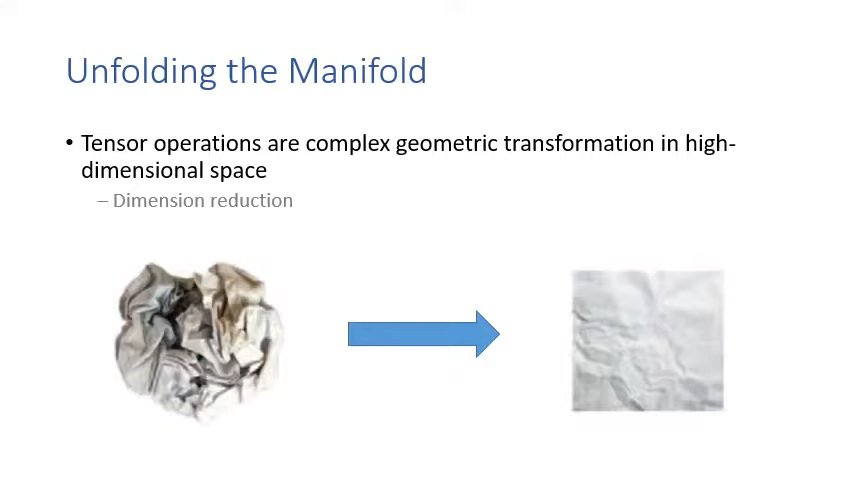 Unfolding the Manifold
• Tensor operations are complex geometric transformation in high-
dimensional space
– Dimension reduction